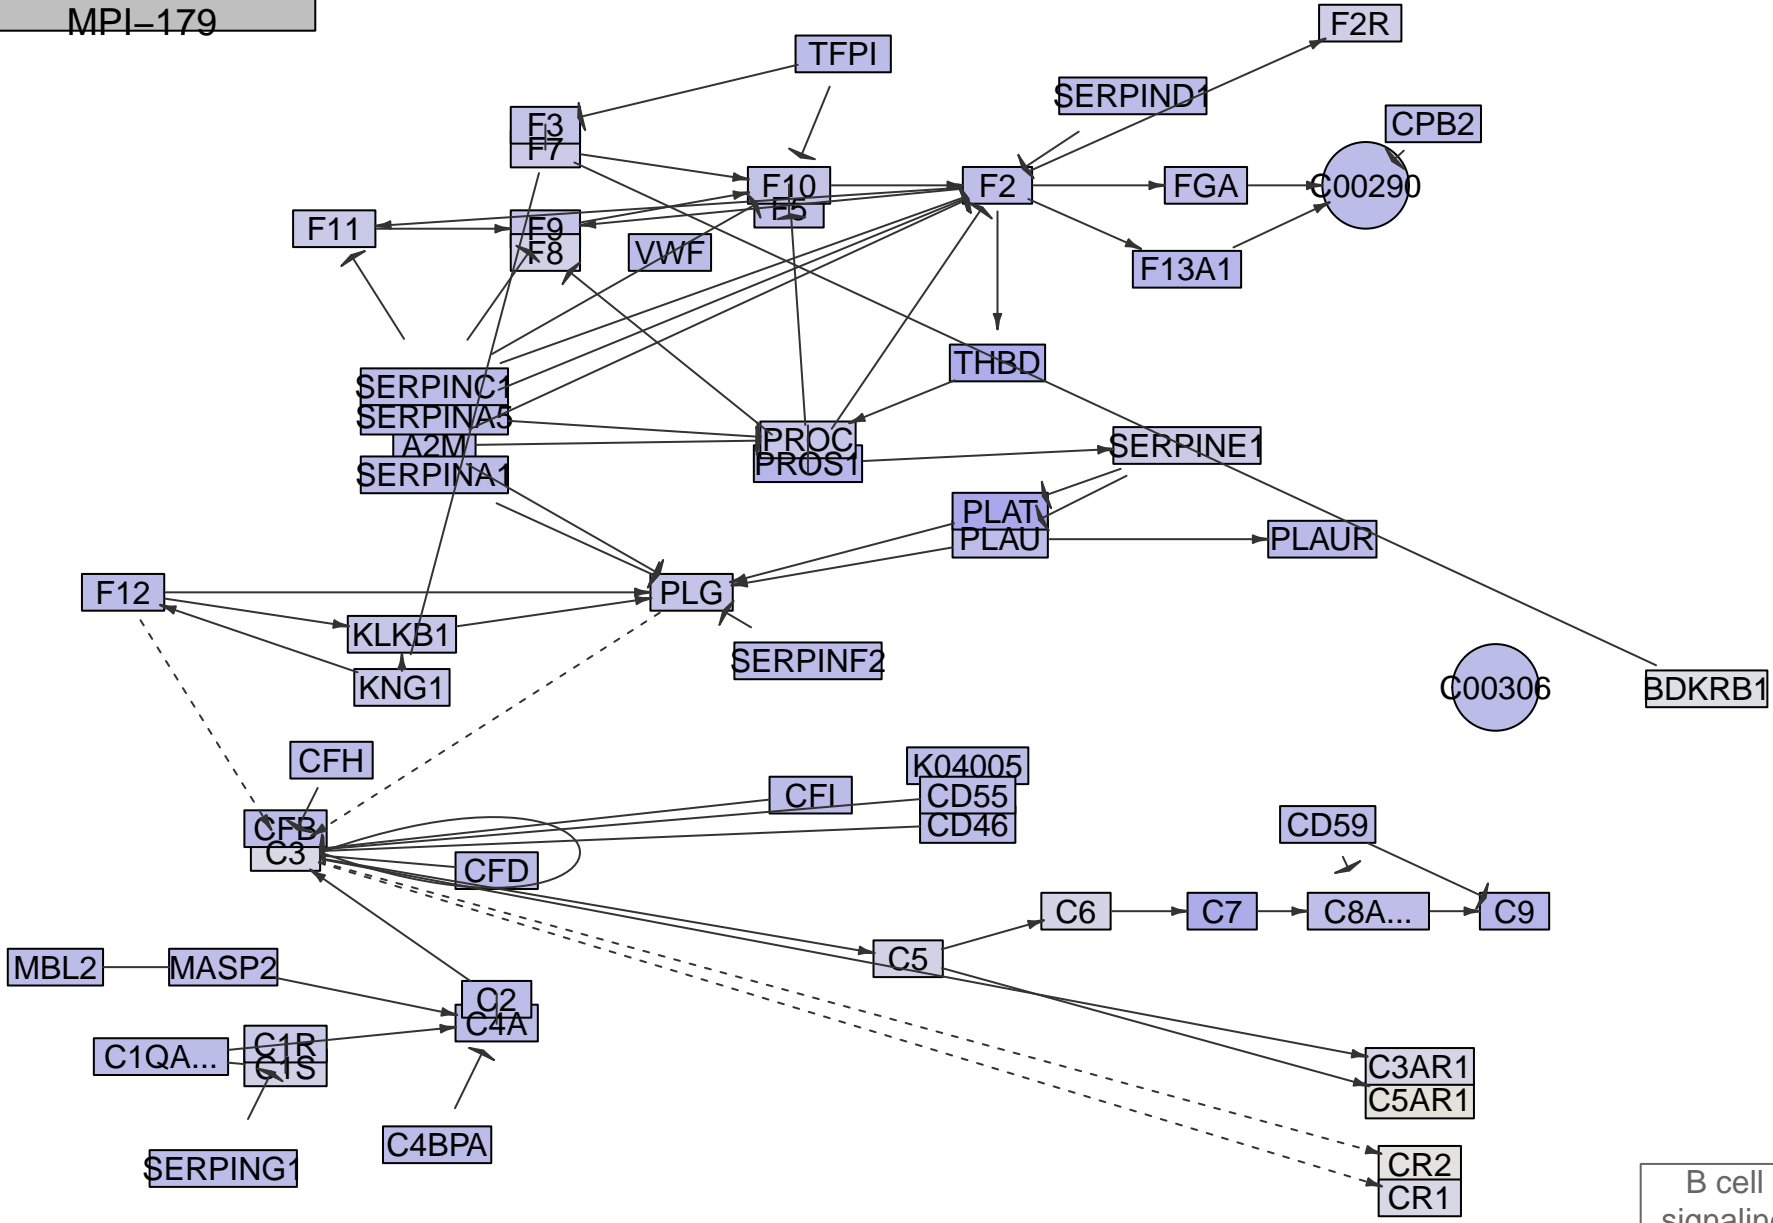 MPI–179
F2R
TFPI
SERPIND1
CPB2
F3
F7
F10
F5
F2
FGA
C00290
F11
F9
F8
VWF
F13A1
THBD
SERPINC1
SERPINA5
A2M
SERPINA1
PROC
PROS1
SERPINE1
PLAT
PLAU
PLAUR
F12
PLG
KLKB1
SERPINF2
KNG1
C00306
BDKRB1
CFH
CFI
K04005
CD55
CD46
CFB
C3
CFD
CD59
C6
C7
C8A...
C9
C5
MBL2
MASP2
C2
C4A
C1QA...
C1R
C1S
C3AR1
C5AR1
C4BPA
SERPING1
CR2
CR1
B cell
signaling